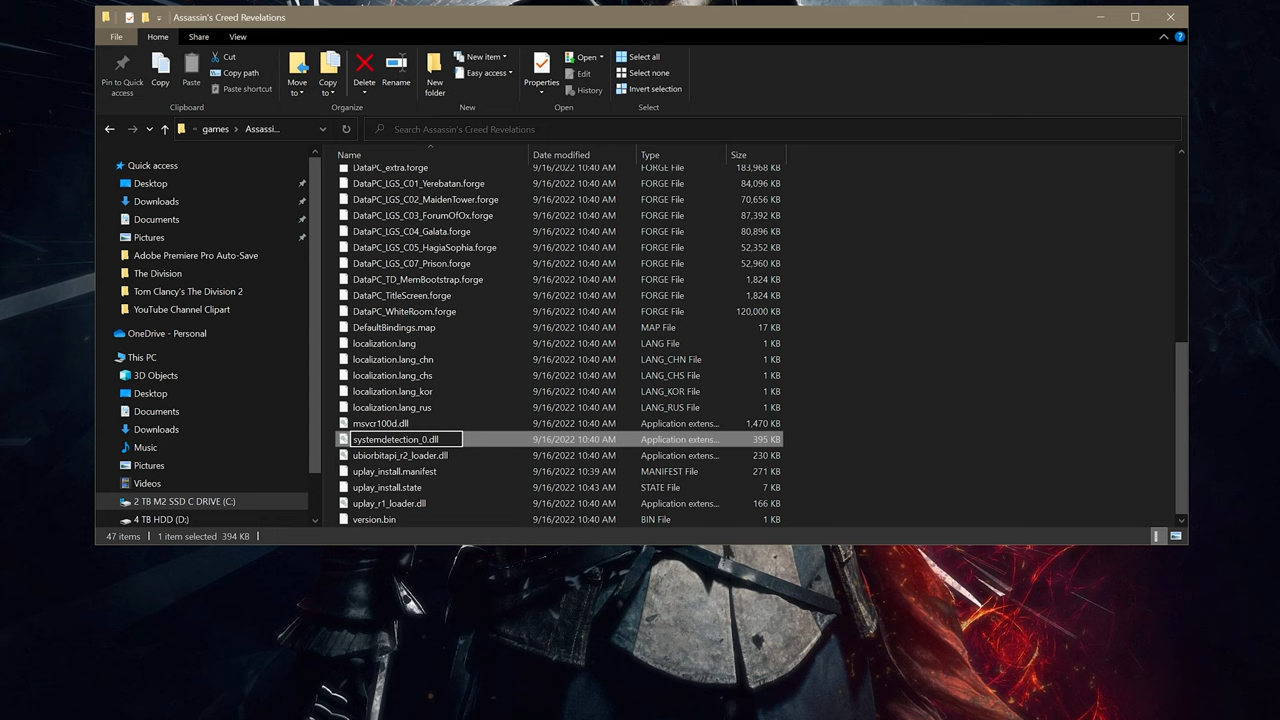 Assassin's Creed Revelations
File Home Share View
Pin to Quick access
Copy
Paste
Cut
Copy path
Paste shortcut
Clipboard
Move to
Copy to
Delete
Rename
Organize
New folder
New item
Easy access
New
Properties
Open
Edit
History
Open
Select all
Select none
Invert selection
Select
« games > Assassi...
Search Assassin's Creed Revelations
Quick access
Desktop
Downloads
Documents
Pictures
Adobe Premiere Pro Auto-Save
The Division
Tom Clancy's The Division 2
YouTube Channel Clipart
OneDrive - Personal
This PC
3D Objects
Desktop
Documents
Downloads
Music
Pictures
Videos
2 TB M2 SSD C DRIVE (C:)
4 TB HDD (D:)
Name Date modified Type Size
DataPC_extra.forge 9/16/2022 10:40 AM FORGE File 183,968 KB
DataPC_LGS_C01_Yerebatan.forge 9/16/2022 10:40 AM FORGE File 84,096 KB
DataPC_LGS_C02_MaidenTower.forge 9/16/2022 10:40 AM FORGE File 70,656 KB
DataPC_LGS_C03_ForumOfOx.forge 9/16/2022 10:40 AM FORGE File 87,392 KB
DataPC_LGS_C04_Galata.forge 9/16/2022 10:40 AM FORGE File 80,896 KB
DataPC_LGS_C05_HagiaSophia.forge 9/16/2022 10:40 AM FORGE File 52,352 KB
DataPC_LGS_C07_Prison.forge 9/16/2022 10:40 AM FORGE File 52,960 KB
DataPC_TD_MemBootstrap.forge 9/16/2022 10:40 AM FORGE File 1,824 KB
DataPC_TitleScreen.forge 9/16/2022 10:40 AM FORGE File 1,824 KB
DataPC_WhiteRoom.forge 9/16/2022 10:40 AM FORGE File 120,000 KB
DefaultBindings.map 9/16/2022 10:40 AM MAP File 17 KB
localization.lang 9/16/2022 10:40 AM LANG File 1 KB
localization.lang_chn 9/16/2022 10:40 AM LANG_CHN File 1 KB
localization.lang_chs 9/16/2022 10:40 AM LANG_CHS File 1 KB
localization.lang_kor 9/16/2022 10:40 AM LANG_KOR File 1 KB
localization.lang_rus 9/16/2022 10:40 AM LANG_RUS File 1 KB
msvcr100d.dll 9/16/2022 10:40 AM Application extens... 1,470 KB
systemdetection_0.dll 9/16/2022 10:40 AM Application extens... 395 KB
ubiorbitapi_r2_loader.dll 9/16/2022 10:40 AM Application extens... 230 KB
uplay_install.manifest 9/16/2022 10:39 AM MANIFEST File 271 KB
uplay_install.state 9/16/2022 10:43 AM STATE File 7 KB
uplay_r1_loader.dll 9/16/2022 10:40 AM Application extens... 166 KB
version.bin 9/16/2022 10:40 AM BIN File 1 KB
47 items 1 item selected 394 KB